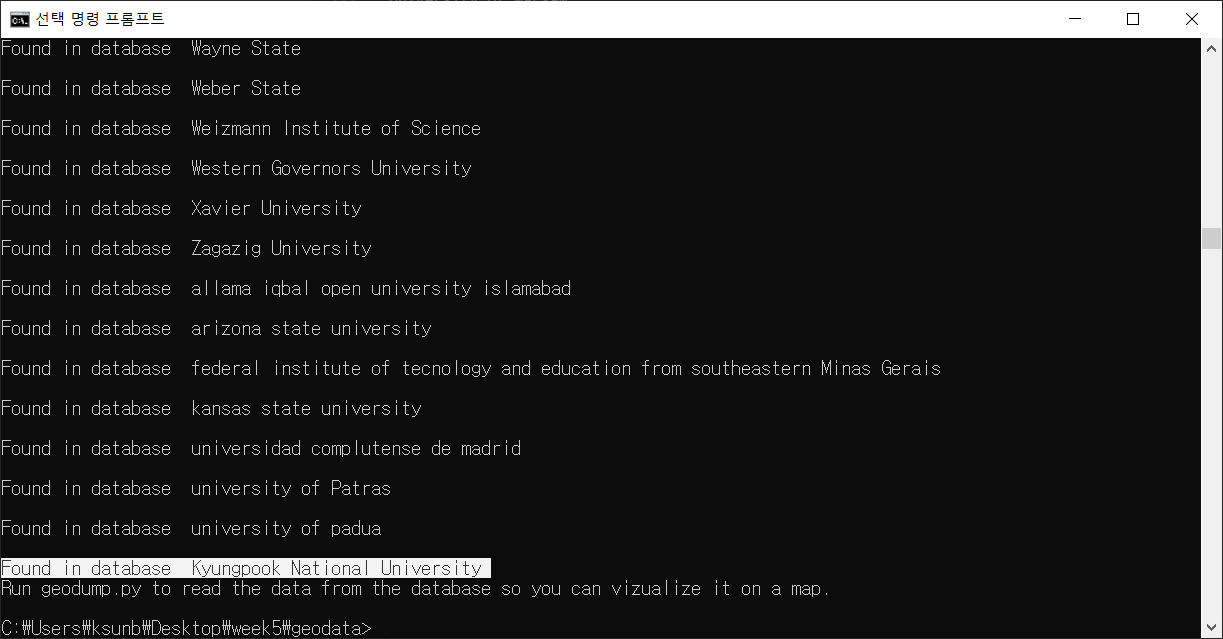 선택 명령 프롬프트
Found in database  Wayne State
Found in database  Weber State
Found in database  Weizmann Institute of Science
Found in database  Western Governors University
Found in database  Xavier University
Found in database  Zagazig University
Found in database  allama iqbal open university islamabad
Found in database  arizona state university
Found in database  federal institute of tecnology and education from southeastern Minas Gerais
Found in database  kansas state university
Found in database  universidad complutense de madrid
Found in database  university of Patras
Found in database  university of padua
Found in database  Kyungpook National University
Run geodump.py to read the data from the database so you can vizualize it on a map.
C:₩Users₩ksunb₩Desktop₩week5₩geodata>